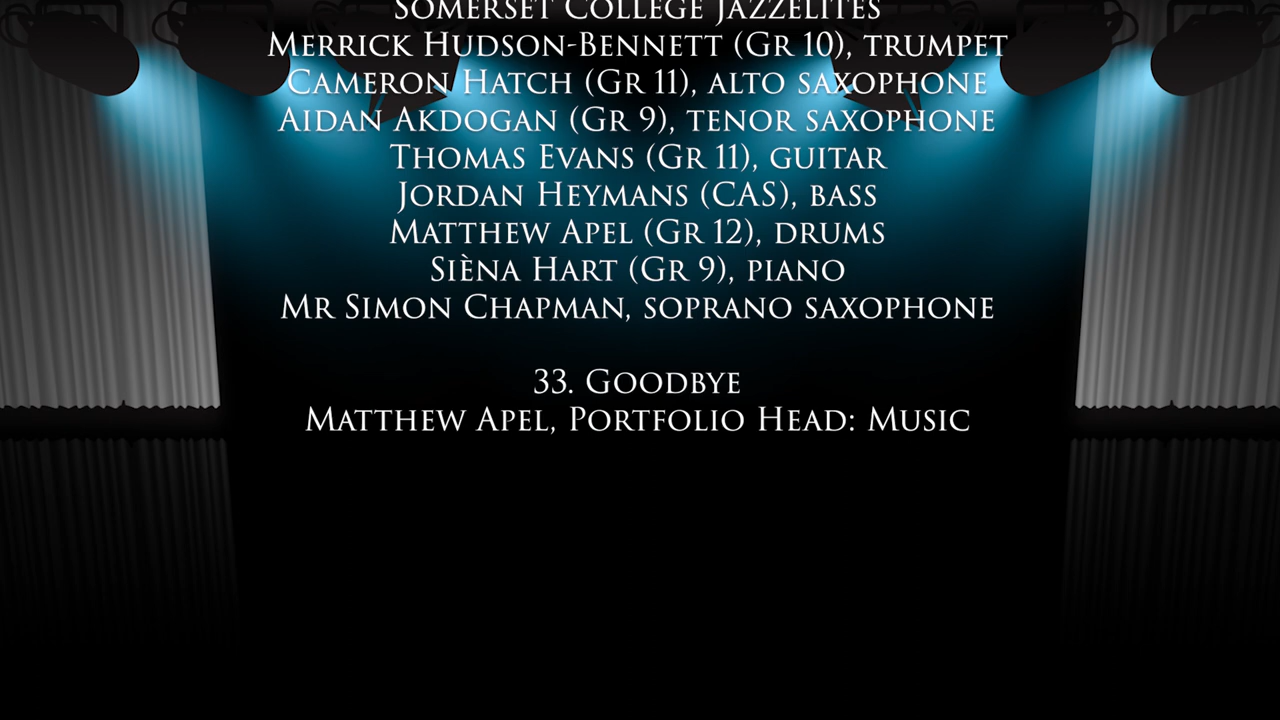 Somerset College Jazzelites
Merrick Hudson-Bennett (Gr 10), trumpet
Cameron Hatch (Gr 11), alto saxophone
Aidan Akdogan (Gr 9), tenor saxophone
Thomas Evans (Gr 11), guitar
Jordan Heymans (CAS), bass
Matthew Apel (Gr 12), drums
Sièna Hart (Gr 9), piano
Mr Simon Chapman, soprano saxophone
33. Goodbye
Matthew Apel, Portfolio Head: Music